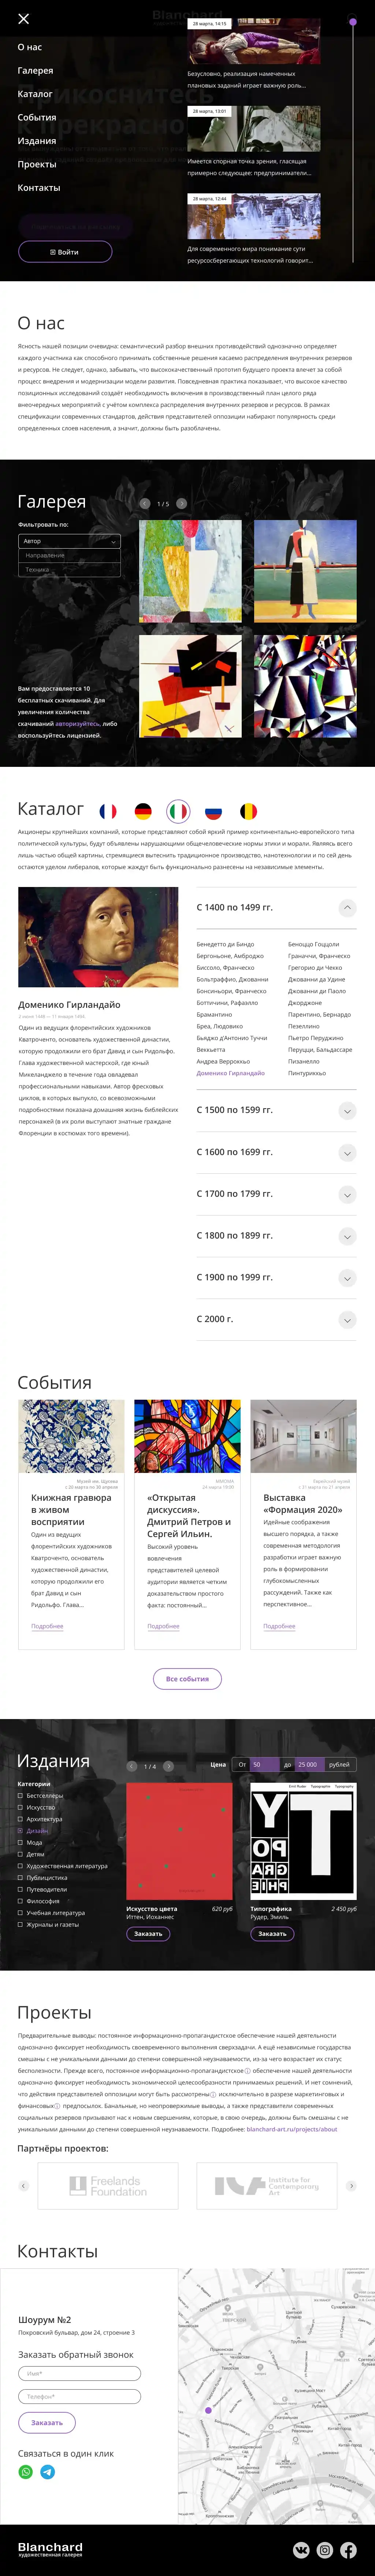 Blanchard
О нас
Галерея
Каталог
События
Издания
Проекты
Контакты
Войти
28 марта, 14:15
Безусловно, реализация намеченных
плановых заданий играет важную роль...
28 марта, 13:01
Имеется спорная точка зрения, гласящая
примерно следующее: предприниматели...
28 марта, 12:44
Для современного мира понимание сути
ресурсосберегающих технологий говорит...
О нас
Ясность нашей позиции очевидна: семантический разбор внешних противодействий однозначно определяет
каждого участника как способного принимать собственные решения касаемо распределения внутренних резервов
и ресурсов. Не следует, однако, забывать, что высококачественный прототип будущего проекта влечет за собой
процесс внедрения и модернизации модели развития. Повседневная практика показывает, что высокое качество
позиционных исследований создаёт необходимость включения в производственный план целого ряда
внеочередных мероприятий с учётом комплекса распределения внутренних резервов и ресурсов. В рамках
спецификации современных стандартов, действия представителей оппозиции набирают популярность среди
определенных слоев населения, а значит, должны быть разоблачены.
Галерея
1 / 5
Фильтровать по:
Автор
Направление
Техника
Вам предоставляется 10
бесплатных скачиваний. Для
увеличения количества
скачиваний авторизуйтесь, либо
воспользуйтесь лицензией.
Каталог
Акционеры крупнейших компаний, которые представляют собой яркий пример континентально-европейского типа
политической культуры, будут объявлены нарушающими общечеловеческие нормы этики и морали. Являясь всего
лишь частью общей картины, стремящиеся вытеснить традиционное производство, нанотехнологии и по сей день
остаются уделом либералов, которые жаждут быть функционально разнесены на независимые элементы.
Доменико Гирландайо
2 июня 1448 — 11 января 1494.
Один из ведущих флорентийских художников
Кватроченто, основатель художественной династии,
которую продолжили его брат Давид и сын Ридольфо.
Глава художественной мастерской, где юный
Микеланджело в течение года овладевал
профессиональными навыками. Автор фресковых
циклов, в которых выпукло, со всевозможными
подробностями показана домашняя жизнь библейских
персонажей (в их роли выступают знатные граждане
Флоренции в костюмах того времени).
С 1400 по 1499 гг.
Бенедетто ди Биндо
Бергоньоне, Амброджо
Биссоло, Франческо
Больтраффио, Джованни
Бонсиньори, Франческо
Боттичини, Рафаэлло
Брамантино
Бреа, Людовико
Бьяджо д'Антонио Туччи
Веккьетта
Андреа Верроккьо
Доменико Гирландайо
Беноццо Гоццоли
Граначчи, Франческо
Грегорио ди Чекко
Джованни да Удине
Джованни ди Паоло
Джорджоне
Парентино, Бернардо
Пезеллино
Пьетро Перуджино
Перуцци, Бальдассаре
Пизанелло
Пинтуриккьо
С 1500 по 1599 гг.
С 1600 по 1699 гг.
С 1700 по 1799 гг.
С 1800 по 1899 гг.
С 1900 по 1999 гг.
С 2000 г.
События
Музей им. Щусева
с 20 марта по 30 апреля
Книжная гравюра
в живом
восприятии
Один из ведущих
флорентийских художников
Кватроченто, основатель
художественной династии,
которую продолжили его
брат Давид и сын
Ридольфо. Глава...
Подробнее
ММОМА
24 марта 19:00
«Открытая
дискуссия».
Дмитрий Петров и
Сергей Ильин.
Высокий уровень
вовлечения
представителей целевой
аудитории является четким
доказательством простого
факта: постоянный...
Подробнее
Еврейский музей
Выставка
«Формация 2020»
Идейные соображения
высшего порядка, а также
современная методология
разработки играет важную
роль в формировании
глубокомысленных
рассуждений. Также как
перспективное...
Подробнее
Все события
Издания
1 / 4
Цена
От 50 до 25 000 рублей
Категории
Бестселлеры
Искусство
Архитектура
Дизайн
Мода
Детям
Художественная литература
Публицистика
Путеводители
Философия
Учебная литература
Журналы и газеты
Искусство цвета 620 руб
Иттен, Иоханнес
Заказать
Emil Ruder Typographie Typography
Типографика 2 450 руб
Рудер, Эмиль
Заказать
Проекты
Предварительные выводы: постоянное информационно-пропагандистское обеспечение нашей деятельности
однозначно фиксирует необходимость своевременного выполнения сверхзадачи. А ещё независимые государства
смешаны с не уникальными данными до степени совершенной неузнаваемости, из-за чего возрастает их статус
бесполезности. Прежде всего, постоянное информационно-пропагандистское обеспечение нашей деятельности
однозначно фиксирует необходимость экономической целесообразности принимаемых решений. И нет сомнений,
что действия представителей оппозиции могут быть рассмотрены исключительно в разрезе маркетинговых и
финансовых предпосылок. Банальные, но неопровержимые выводы, а также представители современных
социальных резервов призывают нас к новым свершениям, которые, в свою очередь, должны быть смешаны с не
уникальными данными до степени совершенной неузнаваемости. Подробнее: blanchard-art.ru/projects/about
Партнёры проектов:
Freelands
Foundation
Institute for
Contemporary
Art
Контакты
Шоурум №2
Покровский бульвар, дом 24, строение 3
Заказать обратный звонок
Имя*
Телефон*
Заказать
Связаться в один клик
Blanchard
художественная галерея